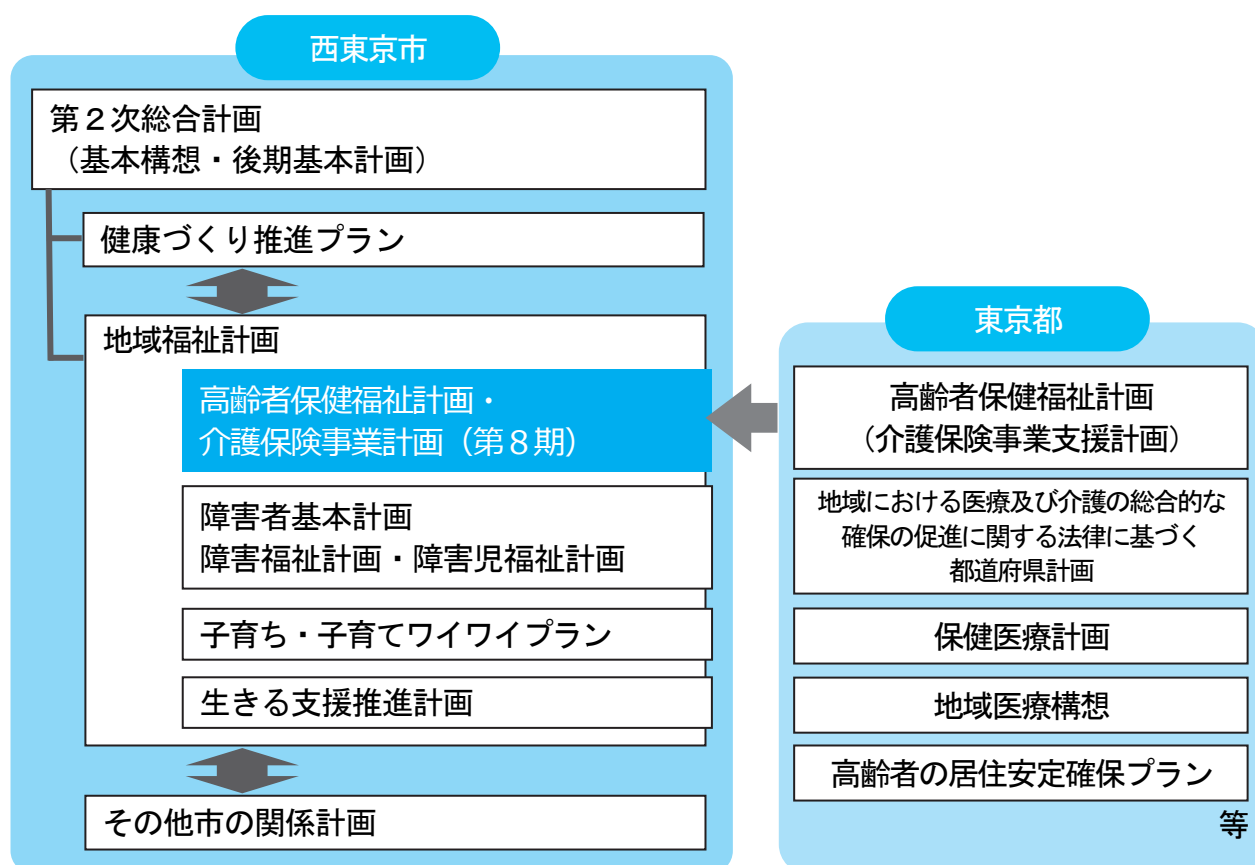 西東京市
第２次総合計画
（基本構想・後期基本計画）
健康づくり推進プラン
地域福祉計画
高齢者保健福祉計画・
介護保険事業計画（第８期）
障害者基本計画
障害福祉計画・障害児福祉計画
子育ち・子育てワイワイプラン
生きる支援推進計画
その他市の関係計画
東京都
高齢者保健福祉計画
（介護保険事業支援計画）
地域における医療及び介護の総合的な
確保の促進に関する法律に基づく
都道府県計画
保健医療計画
地域医療構想
高齢者の居住安定確保プラン
等